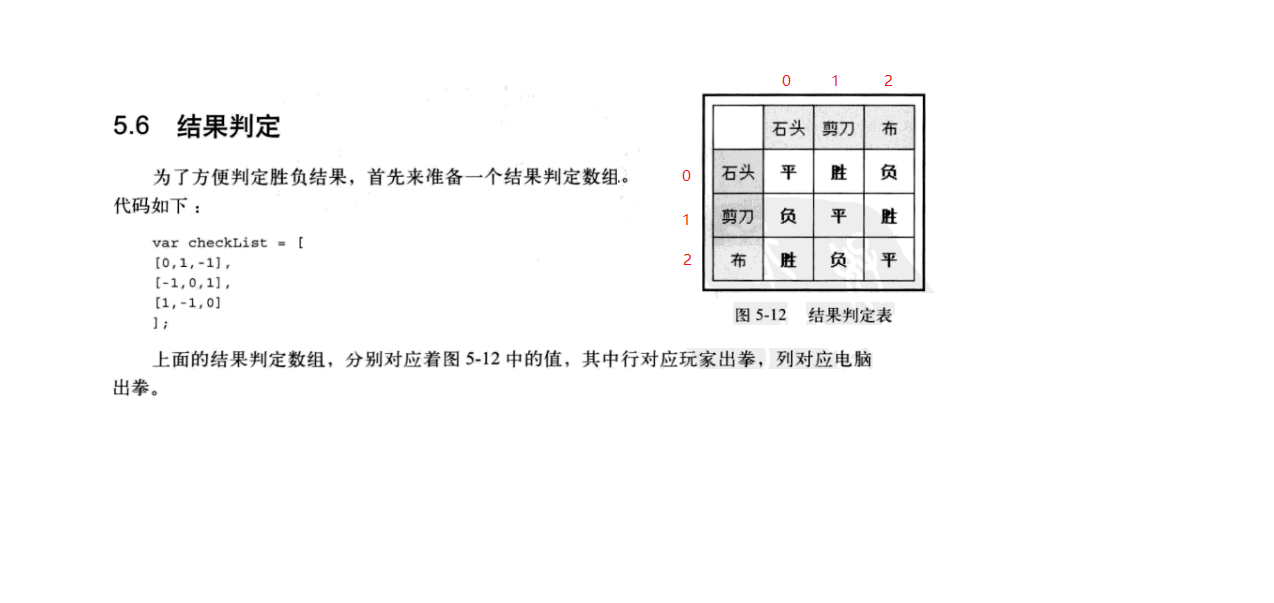 5.6 结果判定
为了方便判定胜负结果，首先来准备一个结果判定数组。
代码如下：
var checkList = [
[0,1,-1],
[-1,0,1],
[1,-1,0]
];
0 1 2
石头 剪刀 布
0 石头 平 胜 负
1 剪刀 负 平 胜
2 布 胜 负 平
图 5-12 结果判定表
上面的结果判定数组，分别对应着图 5-12 中的值，其中行对应玩家出拳，列对应电脑
出拳。